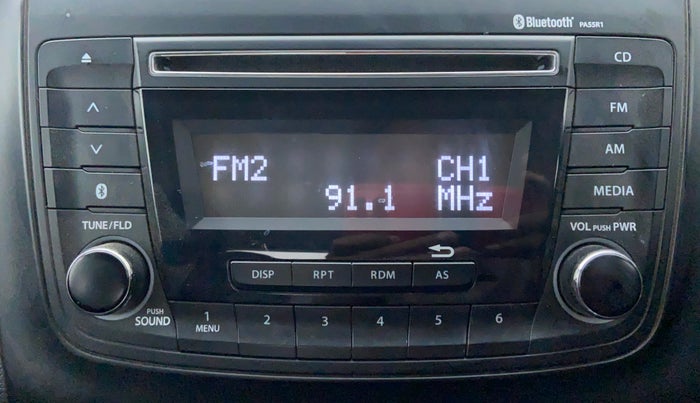 Bluetooth PA55R1
CD
FM
AM
MEDIA
FM2 CH1
91.1 MHz
TUNE/FLD
VOL PUSH PWR
DISP RPT RDM AS
PUSH
SOUND
1 2 3 4 5 6
MENU